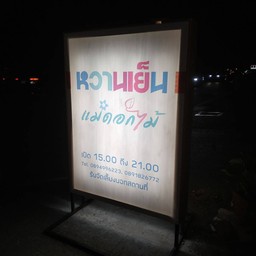 หวานเย็น
แม่ดอกไม้
เปิด 15.00 ถึง 21.00
รับจัดเลี้ยงนอกสถานที่